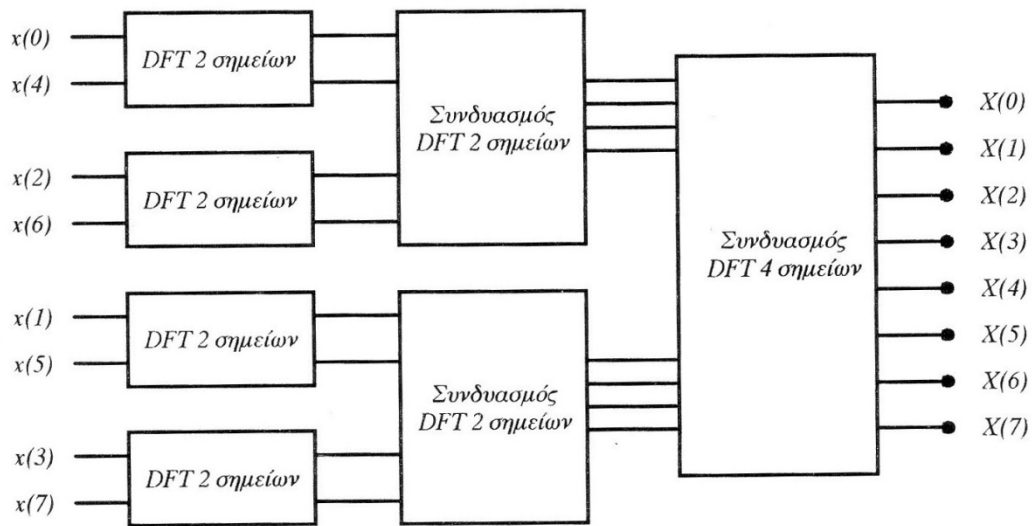 x(0)
x(4)
DFT 2 σημείων
x(2)
x(6)
DFT 2 σημείων
Συνδυασμός
DFT 2 σημείων
x(1)
x(5)
DFT 2 σημείων
x(3)
x(7)
DFT 2 σημείων
Συνδυασμός
DFT 2 σημείων
Συνδυασμός
DFT 4 σημείων
X(0)
X(1)
X(2)
X(3)
X(4)
X(5)
X(6)
X(7)